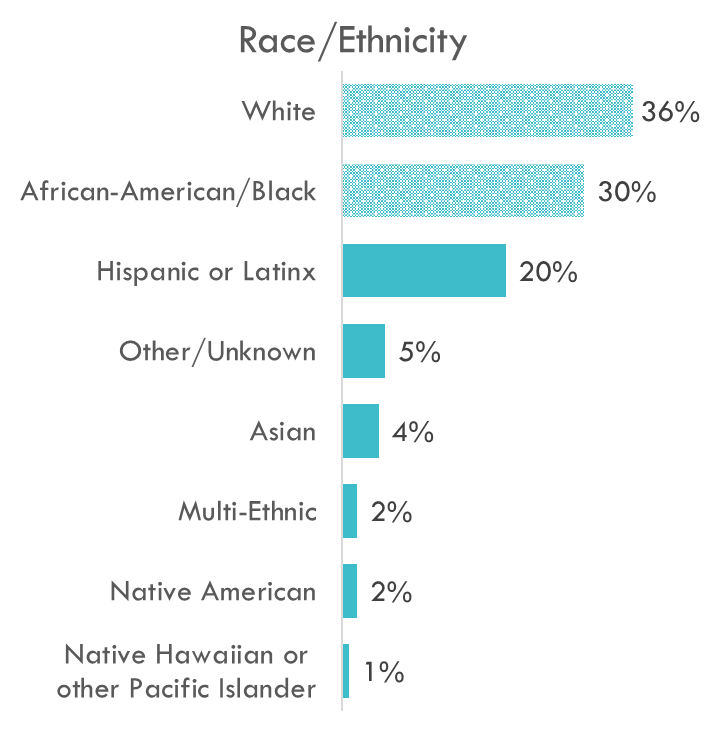 Race/Ethnicity
White 36%
African-American/Black 30%
Hispanic or Latinx 20%
Other/Unknown 5%
Asian 4%
Multi-Ethnic 2%
Native American 2%
Native Hawaiian or
other Pacific Islander 1%